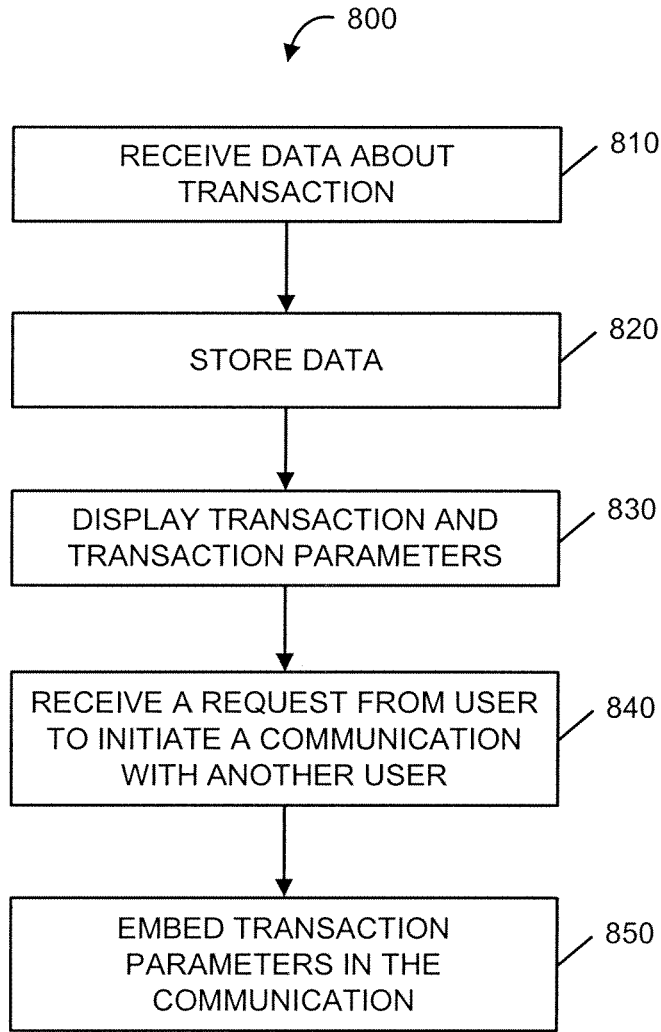 800
RECEIVE DATA ABOUT
TRANSACTION
810
STORE DATA
820
DISPLAY TRANSACTION AND
TRANSACTION PARAMETERS
830
RECEIVE A REQUEST FROM USER
TO INITIATE A COMMUNICATION
WITH ANOTHER USER
840
EMBED TRANSACTION
PARAMETERS IN THE
COMMUNICATION
850